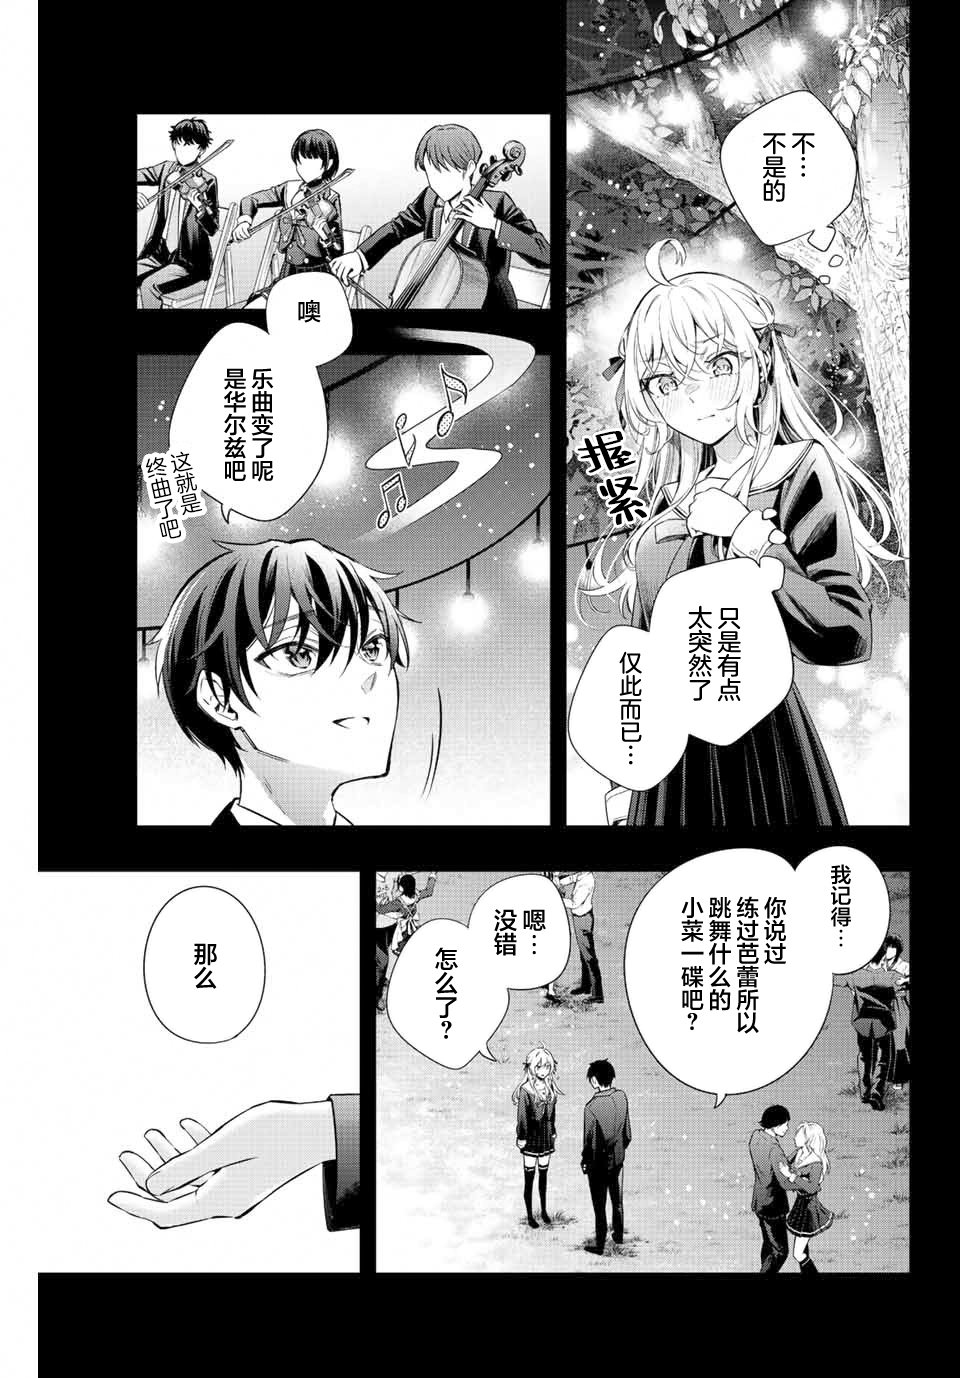 不…
不是的
握紧
只是有点
太突然了
仅此而已…
噢
乐曲变了呢
是华尔兹吧
这就是
终曲了吧
我记得…
你说过
练过芭蕾所以
跳舞什么的
小菜一碟吧?
嗯…
没错
怎么了?
那么